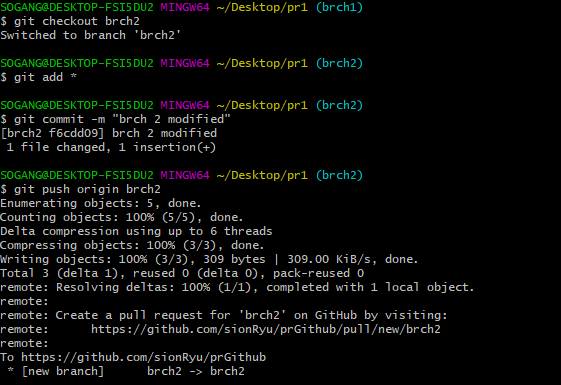 SOGANG@DESKTOP-FSI5DU2 MINGW64 ~/Desktop/pr1 (brch1)
$ git checkout brch2
Switched to branch 'brch2'
SOGANG@DESKTOP-FSI5DU2 MINGW64 ~/Desktop/pr1 (brch2)
$ git add *
SOGANG@DESKTOP-FSI5DU2 MINGW64 ~/Desktop/pr1 (brch2)
$ git commit -m "brch 2 modified"
[brch2 f6cdd09] brch 2 modified
 1 file changed, 1 insertion(+)
SOGANG@DESKTOP-FSI5DU2 MINGW64 ~/Desktop/pr1 (brch2)
$ git push origin brch2
Enumerating objects: 5, done.
Counting objects: 100% (5/5), done.
Delta compression using up to 6 threads
Compressing objects: 100% (3/3), done.
Writing objects: 100% (3/3), 309 bytes | 309.00 KiB/s, done.
Total 3 (delta 1), reused 0 (delta 0), pack-reused 0
remote: Resolving deltas: 100% (1/1), completed with 1 local object.
remote:
remote: Create a pull request for 'brch2' on GitHub by visiting:
remote:      https://github.com/sionRyu/prGithub/pull/new/brch2
remote:
To https://github.com/sionRyu/prGithub
 * [new branch]      brch2 -> brch2